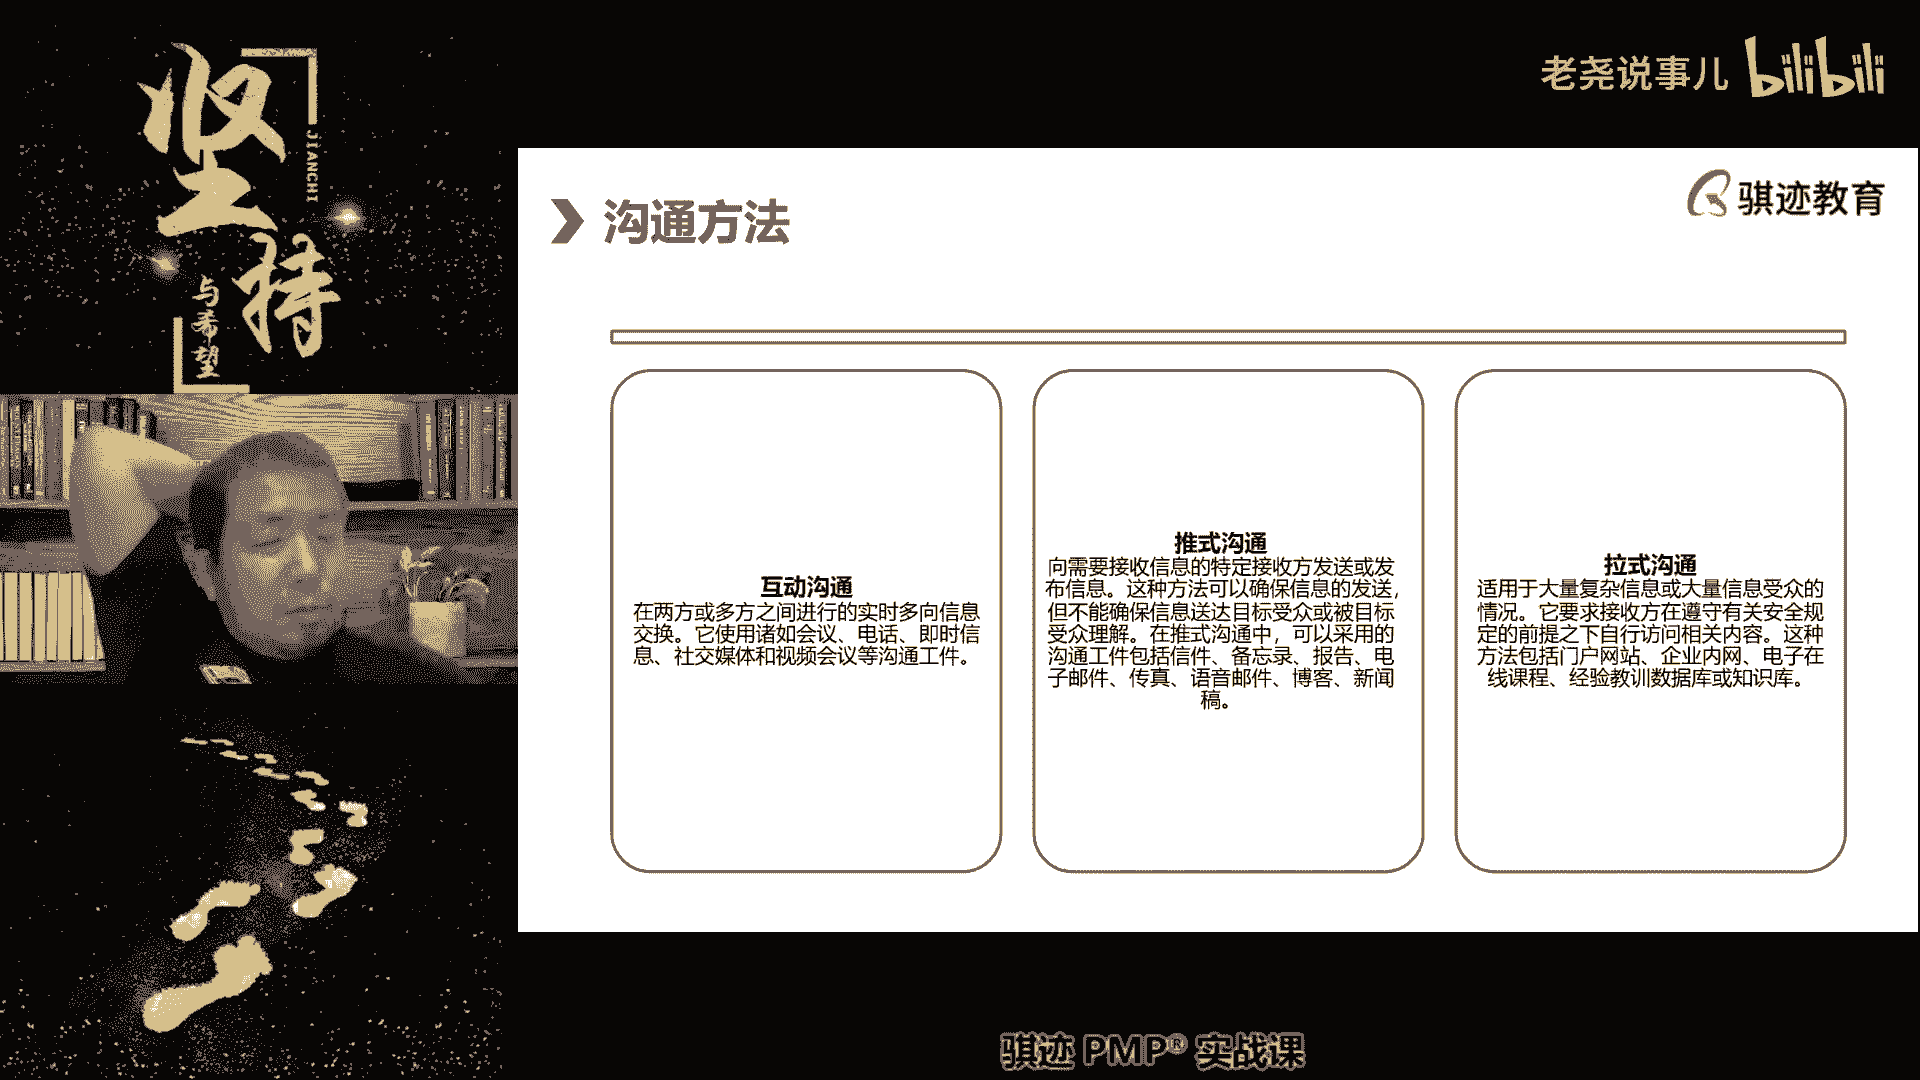 坚持
JIANCHI
与希望
老尧说事儿 bilibili
骐迹教育
沟通方法
互动沟通
在两方或多方之间进行的实时多向信息
交换。它使用诸如会议、电话、即时信
息、社交媒体和视频会议等沟通工件。
推式沟通
向需要接收信息的特定接收方发送或发
布信息。这种方法可以确保信息的发送,
但不能确保信息送达目标受众或被目标
受众理解。在推式沟通中，可以采用的
沟通工件包括信件、备忘录、报告、电
子邮件、传真、语音邮件、博客、新闻
稿。
拉式沟通
适用于大量复杂信息或大量信息受众的
情况。它要求接收方在遵守有关安全规
定的前提之下自行访问相关内容。这种
方法包括门户网站、企业内网、电子在
线课程、经验教训数据库或知识库。
骐迹 PMP® 实战课